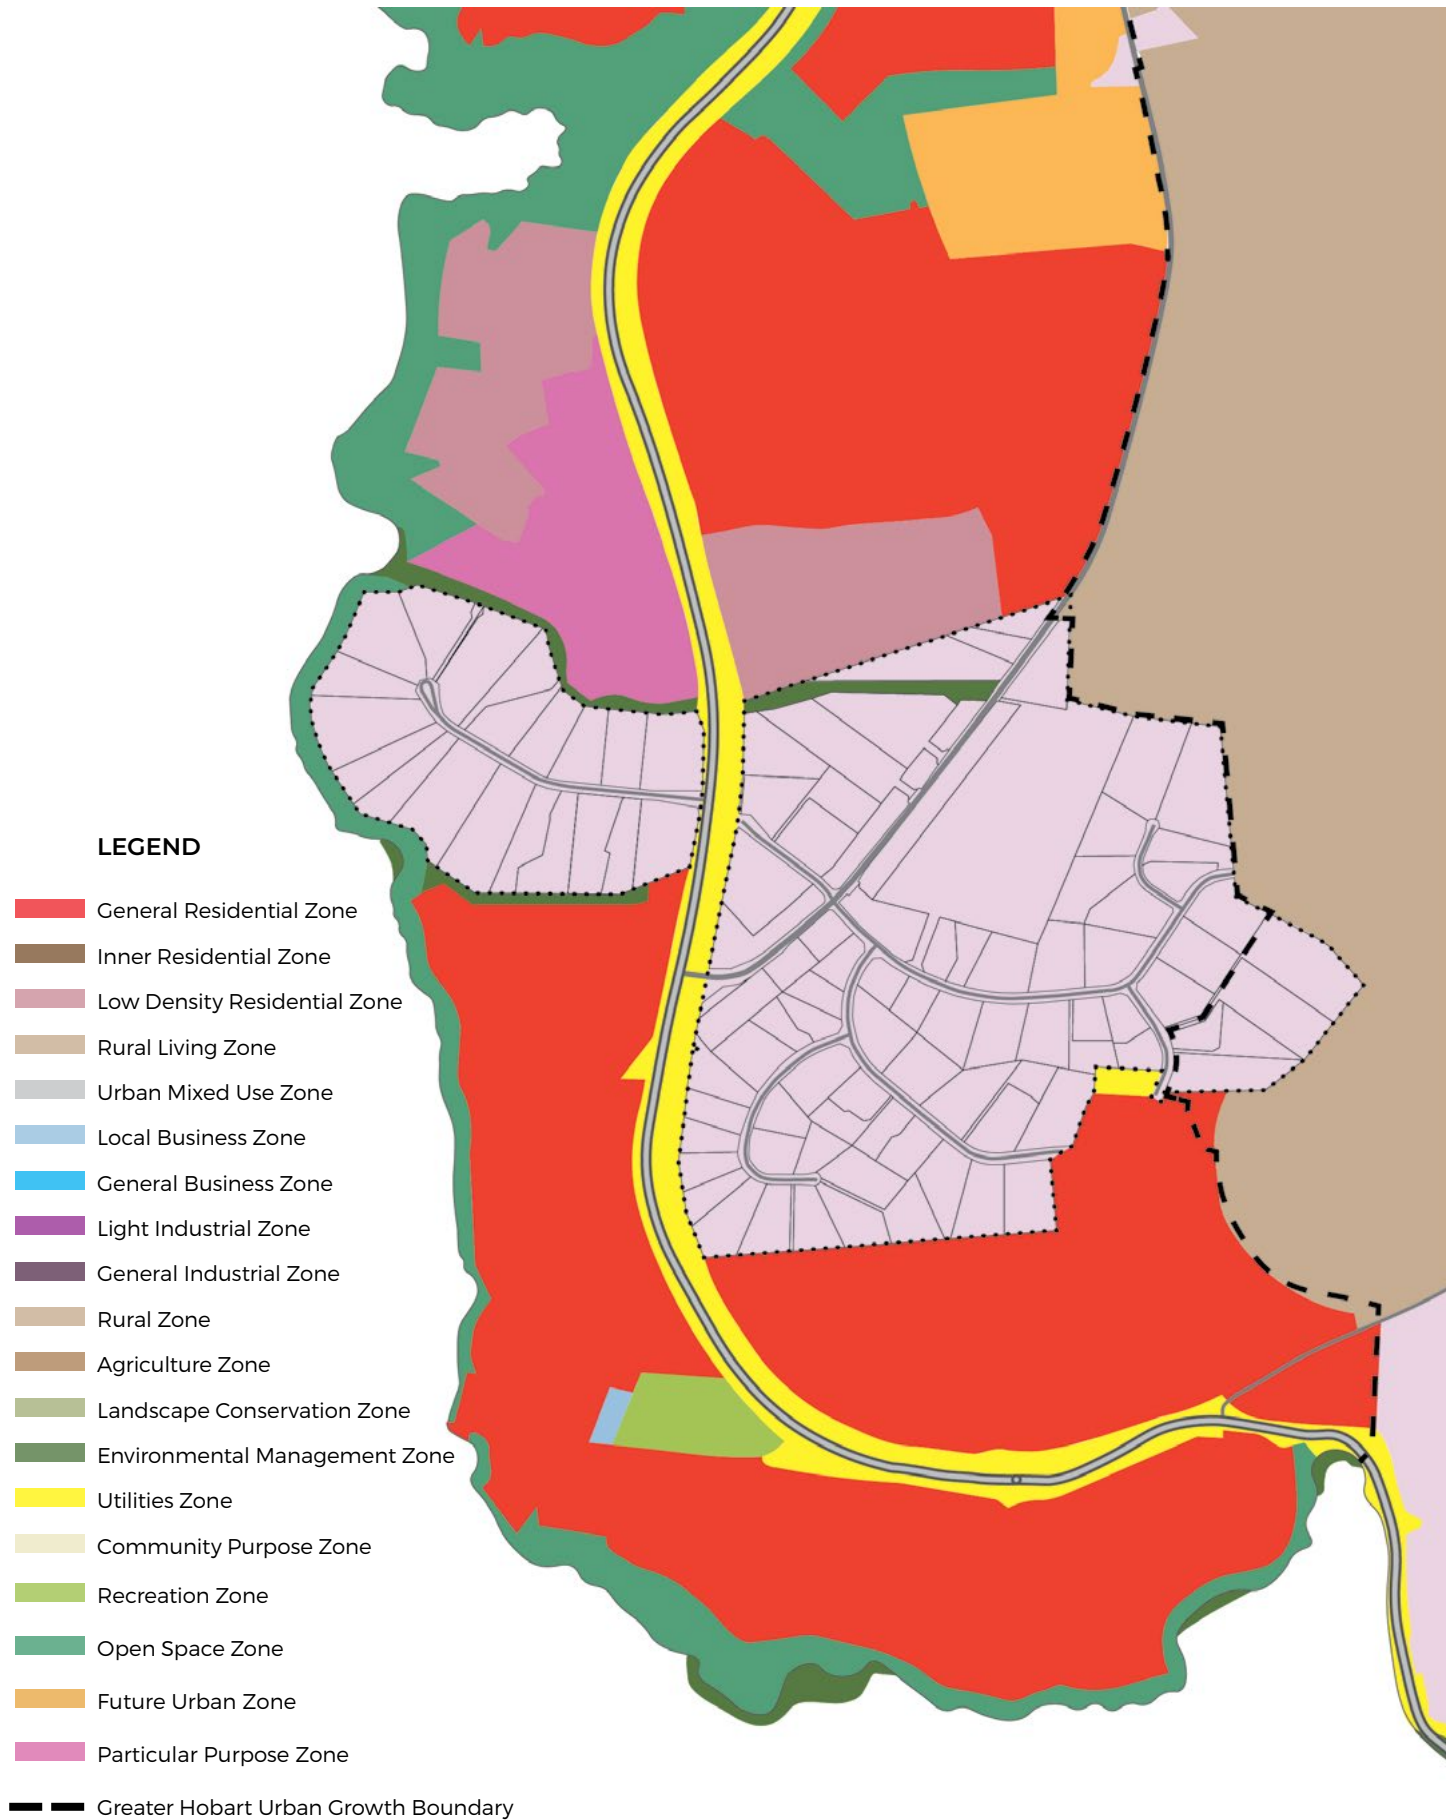 LEGEND
General Residential Zone
Inner Residential Zone
Low Density Residential Zone
Rural Living Zone
Urban Mixed Use Zone
Local Business Zone
General Business Zone
Light Industrial Zone
General Industrial Zone
Rural Zone
Agriculture Zone
Landscape Conservation Zone
Environmental Management Zone
Utilities Zone
Community Purpose Zone
Recreation Zone
Open Space Zone
Future Urban Zone
Particular Purpose Zone
Greater Hobart Urban Growth Boundary